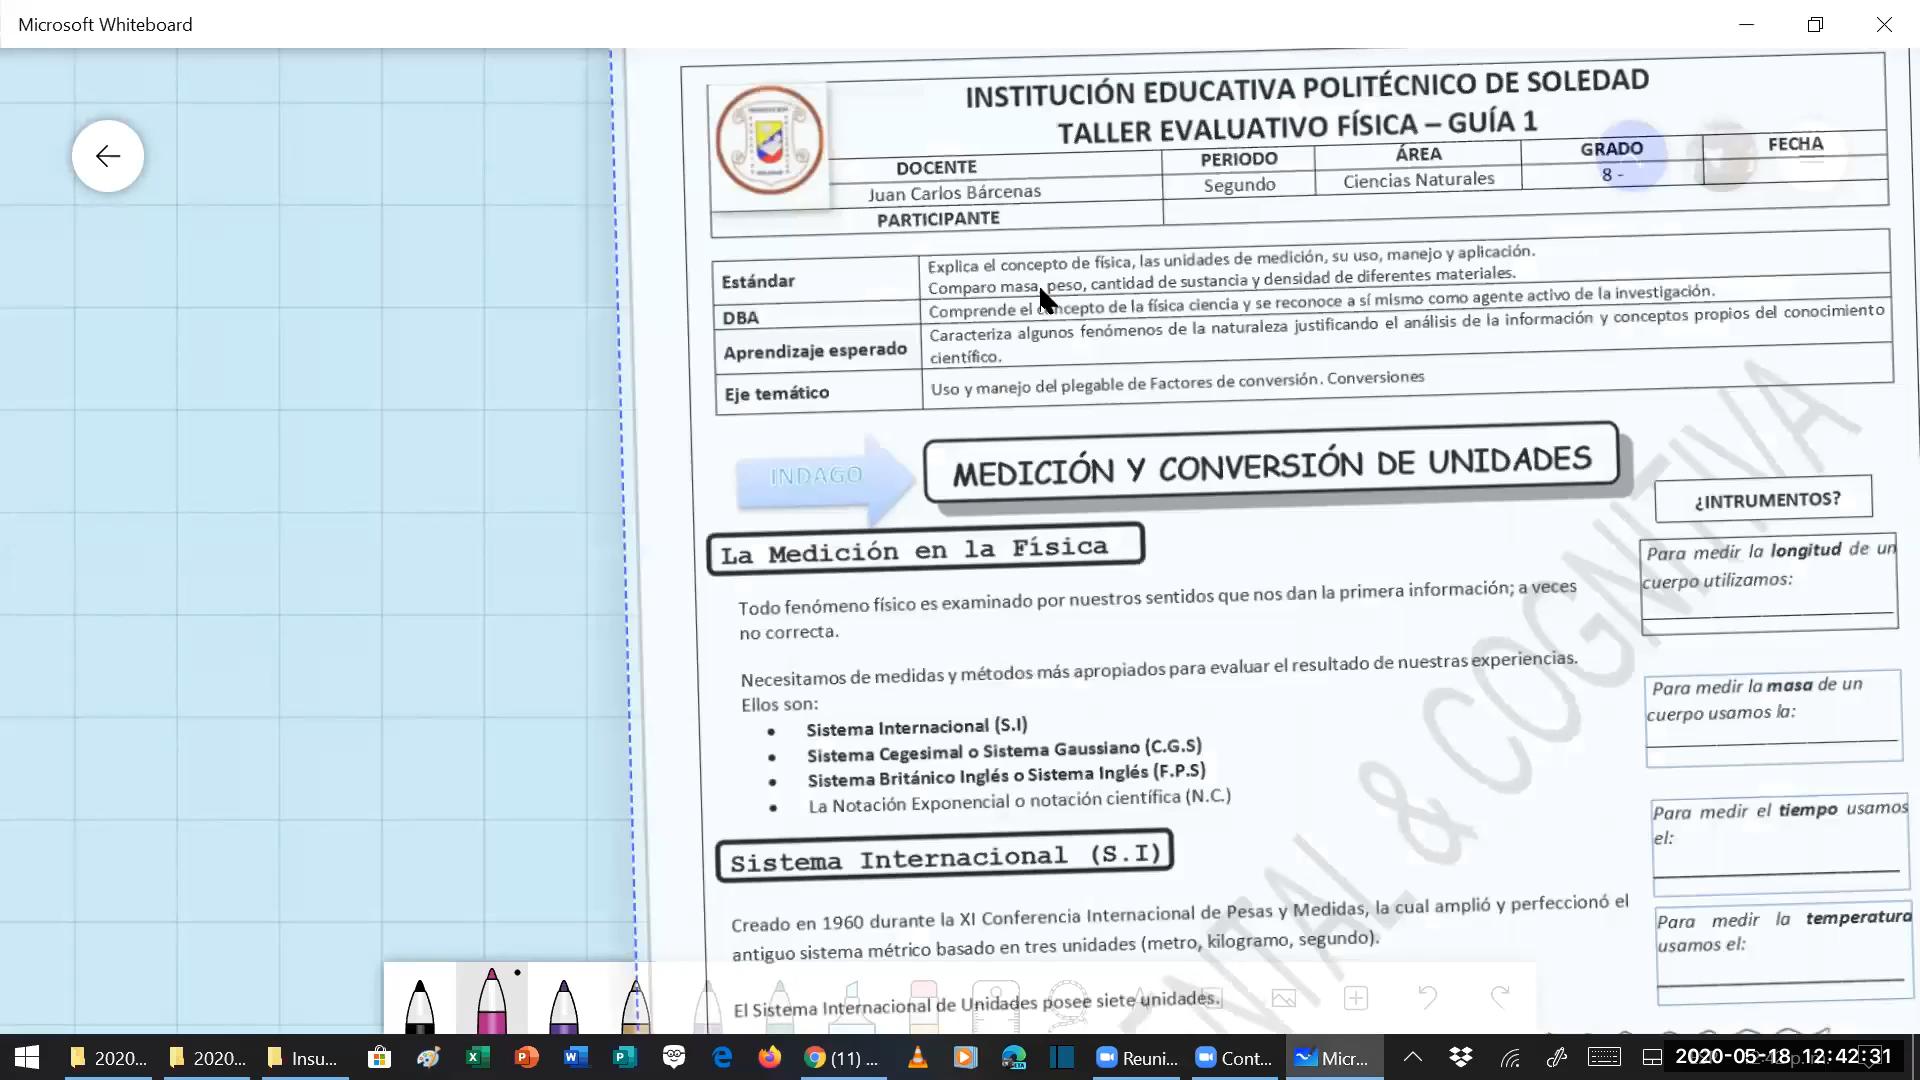 Microsoft Whiteboard
INSTITUCIÓN EDUCATIVA POLITÉCNICO DE SOLEDAD
TALLER EVALUATIVO FÍSICA – GUÍA 1
DOCENTE PERIODO ÁREA GRADO FECHA
Juan Carlos Bárcenas Segundo Ciencias Naturales 8 -
PARTICIPANTE
Estándar
Explica el concepto de física, las unidades de medición, su uso, manejo y aplicación.
Comparo masa, peso, cantidad de sustancia y densidad de diferentes materiales.
DBA
Comprende el concepto de la física ciencia y se reconoce a sí mismo como agente activo de la investigación.
Aprendizaje esperado
Caracteriza algunos fenómenos de la naturaleza justificando el análisis de la información y conceptos propios del conocimiento
científico.
Eje temático
Uso y manejo del plegable de Factores de conversión. Conversiones
INDAGO
MEDICIÓN Y CONVERSIÓN DE UNIDADES
¿INTRUMENTOS?
La Medición en la Física
Para medir la longitud de un
cuerpo utilizamos:
Todo fenómeno físico es examinado por nuestros sentidos que nos dan la primera información; a veces
no correcta.
Necesitamos de medidas y métodos más apropiados para evaluar el resultado de nuestras experiencias.
Ellos son:
Para medir la masa de un
cuerpo usamos la:
• Sistema Internacional (S.I)
• Sistema Cegesimal o Sistema Gaussiano (C.G.S)
• Sistema Británico Inglés o Sistema Inglés (F.P.S)
• La Notación Exponencial o notación científica (N.C.)
Para medir el tiempo usamos
el:
Sistema Internacional (S.I)
Creado en 1960 durante la XI Conferencia Internacional de Pesas y Medidas, la cual amplió y perfeccionó el
antiguo sistema métrico basado en tres unidades (metro, kilogramo, segundo).
Para medir la temperatura
usamos el:
El Sistema Internacional de Unidades posee siete unidades.
NTAL & COGNITIVA
2020... 2020... Insu... (11) ... Reuni... Cont... Micr...
2020-05-18 12:42:31